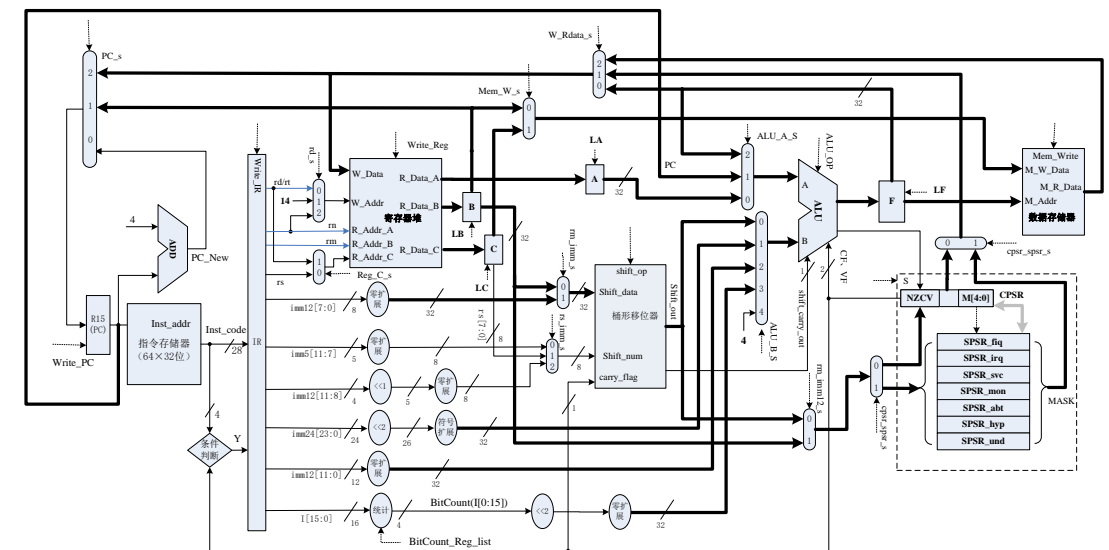 W_Rdata_s
PC_s
2
1
0
2
1
0
Mem_W_s
0
1
32
Write_IR
rd_s
Write_Reg
LA
PC
ALU_A_S
ALU_OP
4
ADD
PC_New
rd/rt
14
rn
rm
rs
0
1
2
1
0
Reg_C_s
W_Data
W_Addr
R_Addr_A
R_Addr_B
R_Addr_C
R_Data_A
R_Data_B
R_Data_C
寄存器堆
A
32
B
LB
C
LC
32
2
1
0
A
B
ALU
F
LF
Mem_Write
M_W_Data
M_R_Data
M_Addr
数据存储器
0 1
cpsr_spsr_s
R15
(PC)
Write_PC
Inst_addr
指令存储器
(64×32位)
Inst_code
28
IR
4
条件
判断
Y
imm12[7:0]
8
零扩
展
32
rs[7:0]
8
rm_imm_s
0
1
32
shift_op
Shift_data
桶形移位器
Shift_num
carry_flag
Shift_out
0
1
2
3
4
4
ALU_B_S
1
2
shift_carry_out
CF、VF
S
NZCV
M[4:0]
CPSR
SPSR_fiq
SPSR_irq
SPSR_svc
SPSR_mon
SPSR_abt
SPSR_hyp
SPSR_und
MASK
imm5[11:7]
5
零扩
展
8
rs_imm_s
0
1
2
8
1
imm12[11:8]
4
<<1
5
零扩
展
8
imm24[23:0]
24
<<2
26
符号
扩展
32
rm_imm12_s
0
1
0
1
cpsr_spsr_s
imm12[11:0]
12
零扩
展
32
I[15:0]
16
统计
4
BitCount(I[0:15])
<<2
零扩
展
32
BitCount_Reg_list